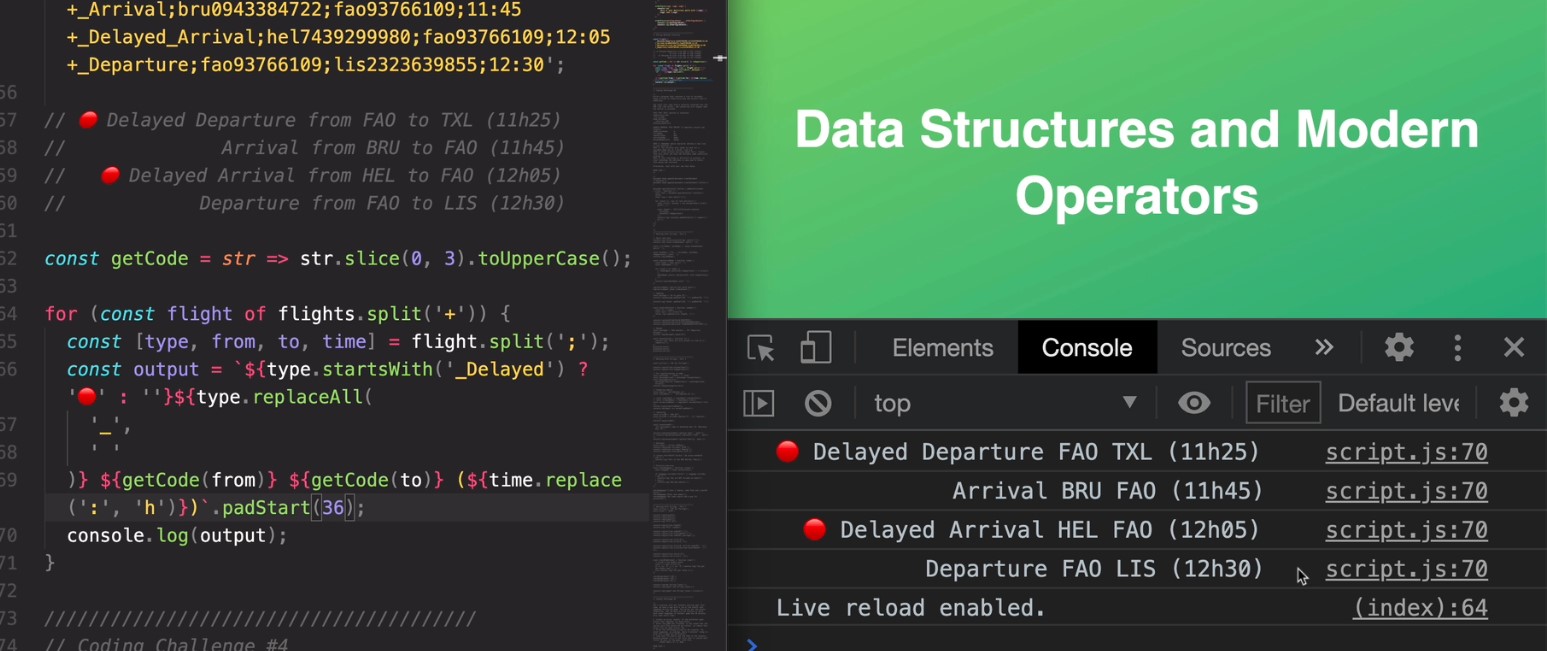 +_Arrival;bru0943384722;fao93766109;11:45
+_Delayed_Arrival;hel7439299980;fao93766109;12:05
+_Departure;fao93766109;lis2323639855;12:30';
56
57 // 🔴 Delayed Departure from FAO to TXL (11h25)
58 //              Arrival from BRU to FAO (11h45)
59 //   🔴 Delayed Arrival from HEL to FAO (12h05)
60 //            Departure from FAO to LIS (12h30)
61
62 const getCode = str => str.slice(0, 3).toUpperCase();
63
64 for (const flight of flights.split('+')) {
65   const [type, from, to, time] = flight.split(';');
66   const output = `${type.startsWith('_Delayed') ?
  '🔴' : ''}${type.replaceAll(
67     '_',
68     ' '
69   )} ${getCode(from)} ${getCode(to)} (${time.replace
  (':', 'h')})`.padStart(36);
70   console.log(output);
71 }
72
73 ///////////////////////////////////////
74 // Coding Challenge #4
Data Structures and Modern
Operators
Elements Console Sources »
top Filter Default leve
🔴 Delayed Departure FAO TXL (11h25) script.js:70
Arrival BRU FAO (11h45) script.js:70
🔴 Delayed Arrival HEL FAO (12h05) script.js:70
Departure FAO LIS (12h30) script.js:70
Live reload enabled. (index):64